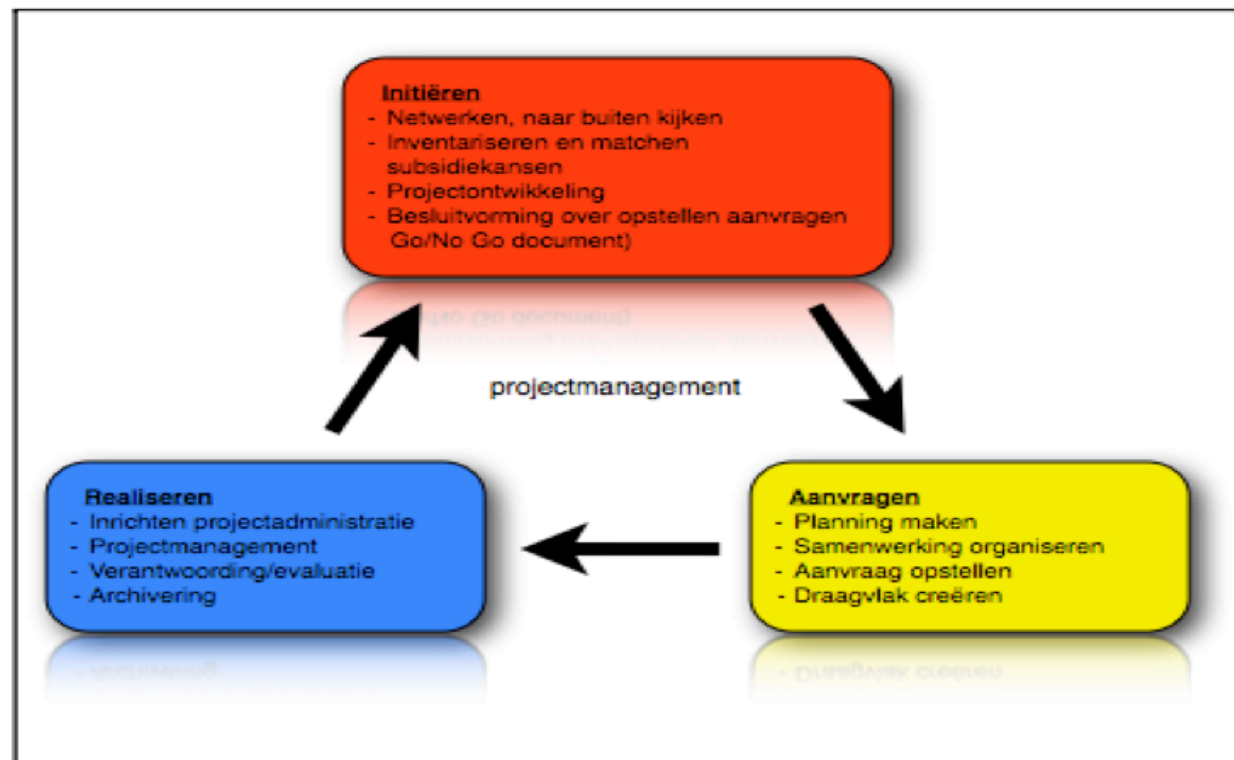 Initiëren
- Netwerken, naar buiten kijken
- Inventariseren en matchen
subsidiekansen
- Projectontwikkeling
- Besluitvorming over opstellen aanvragen
Go/No Go document)
projectmanagement
Realiseren
- Inrichten projectadministratie
- Projectmanagement
- Verantwoording/evaluatie
- Archivering
Aanvragen
- Planning maken
- Samenwerking organiseren
- Aanvraag opstellen
- Draagvlak creëren